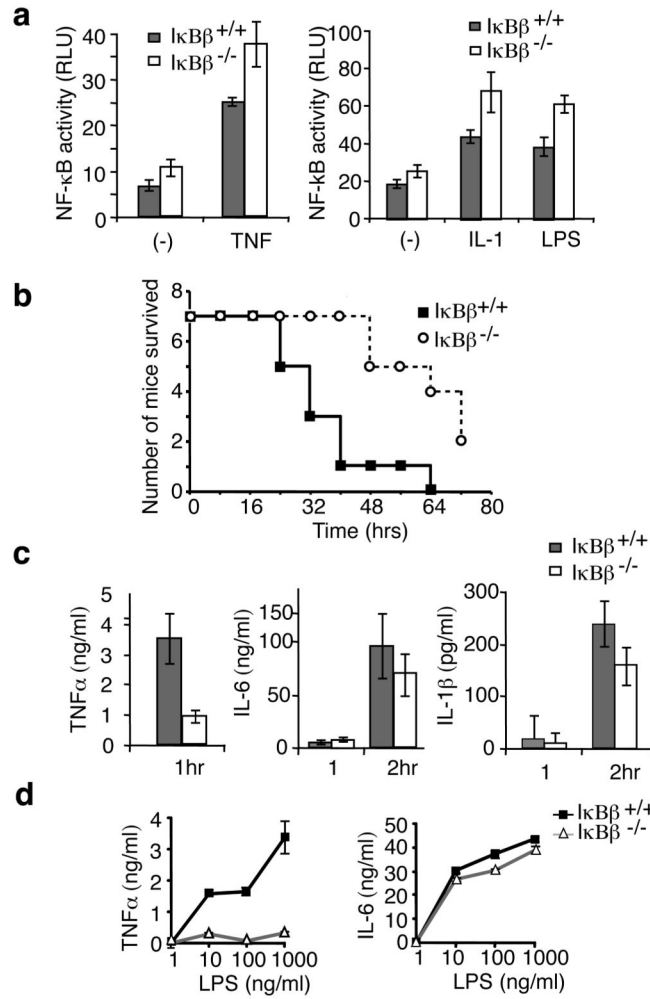 a
IκBβ+/+
IκBβ-/-
NF-κB activity (RLU)
40
30
20
10
0
(-)
TNF
IκBβ+/+
IκBβ-/-
NF-kB activity (RLU)
100
80
60
40
20
0
(-)
IL-1
LPS
b
Number of mice survived
8
6
4
2
0
0
16
32
48
64
80
Time (hrs)
IκBβ+/+
IκBβ-/-
c
IκBβ+/+
IκBβ-/-
TNFα (ng/ml)
5
4
3
2
1
0
1hr
IL-6 (ng/ml)
150
100
50
0
1
2hr
IL-1β (pg/ml)
300
200
100
0
1
2hr
d
IκBβ+/+
IκBβ-/-
TNFα (ng/ml)
4
3
2
1
0
1
10
100
1000
LPS (ng/ml)
IL-6 (ng/ml)
50
40
30
20
10
0
1
10
100
1000
LPS (ng/ml)